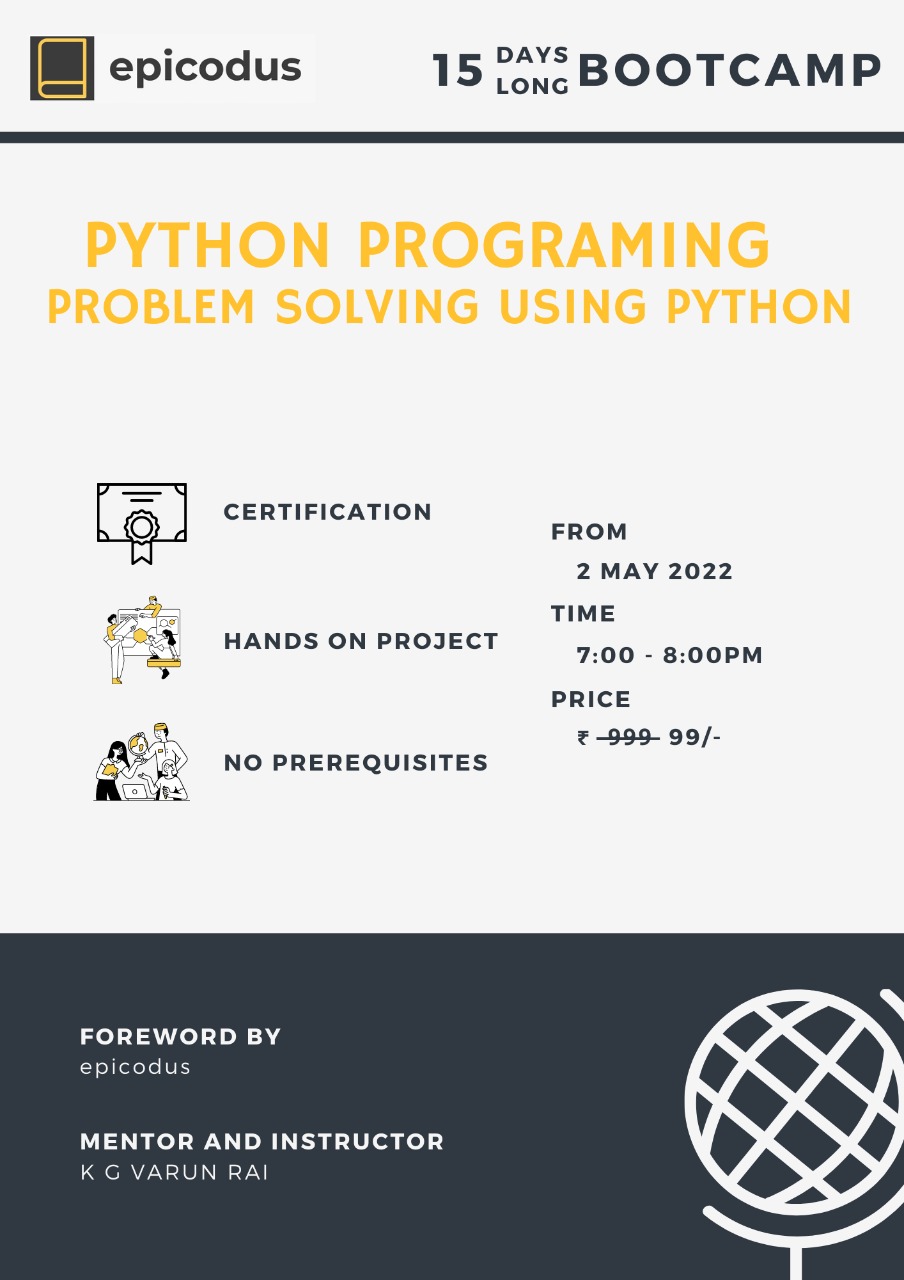 epicodus
15 DAYS LONG BOOTCAMP
PYTHON PROGRAMING
PROBLEM SOLVING USING PYTHON
CERTIFICATION
HANDS ON PROJECT
NO PREREQUISITES
FROM
2 MAY 2022
TIME
7:00 - 8:00PM
PRICE
₹ 999 99/-
FOREWORD BY
epicodus
MENTOR AND INSTRUCTOR
K G VARUN RAI